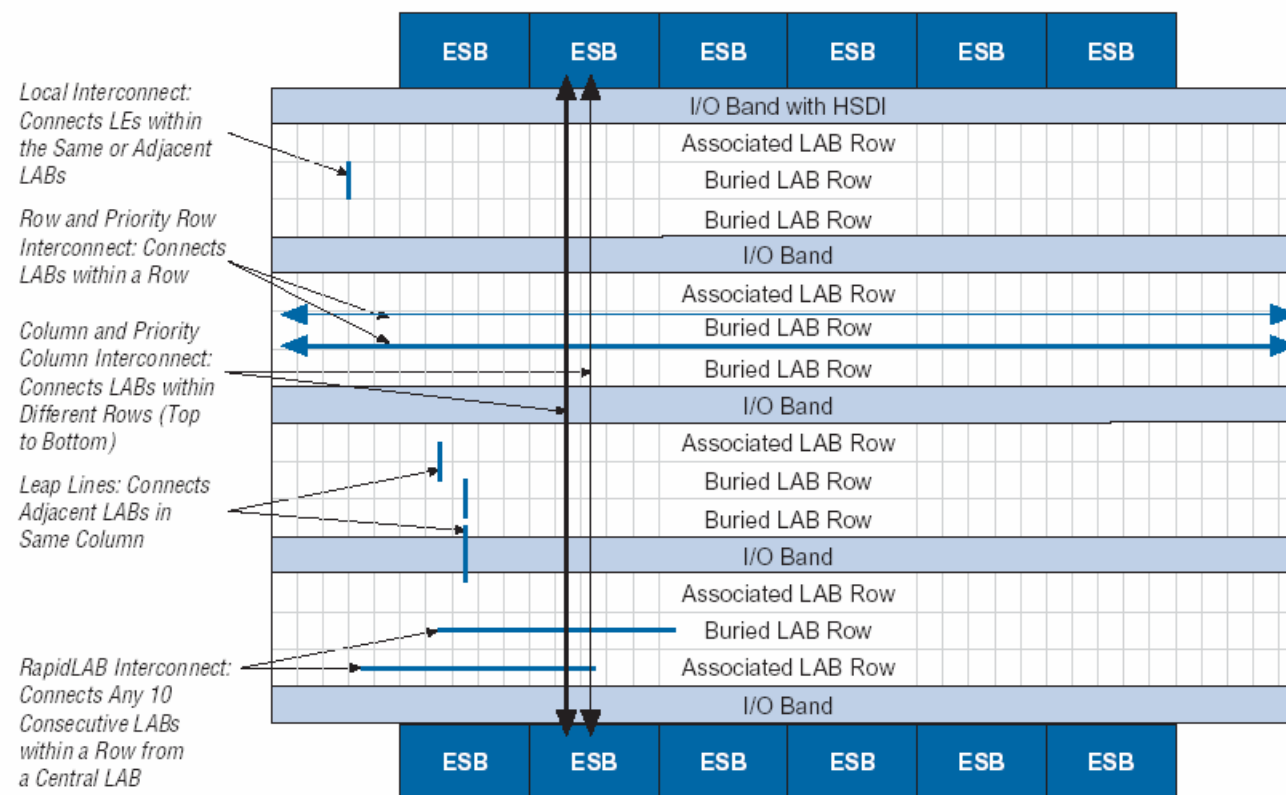 ESB ESB ESB ESB ESB ESB
Local Interconnect:
Connects LEs within
the Same or Adjacent
LABs
I/O Band with HSDI
Associated LAB Row
Buried LAB Row
Buried LAB Row
Row and Priority Row
Interconnect: Connects
LABs within a Row
I/O Band
Associated LAB Row
Buried LAB Row
Buried LAB Row
Column and Priority
Column Interconnect:
Connects LABs within
Different Rows (Top
to Bottom)
I/O Band
Associated LAB Row
Buried LAB Row
Buried LAB Row
Leap Lines: Connects
Adjacent LABs in
Same Column
I/O Band
Associated LAB Row
Buried LAB Row
Associated LAB Row
RapidLAB Interconnect:
Connects Any 10
Consecutive LABs
within a Row from
a Central LAB
I/O Band
ESB ESB ESB ESB ESB ESB